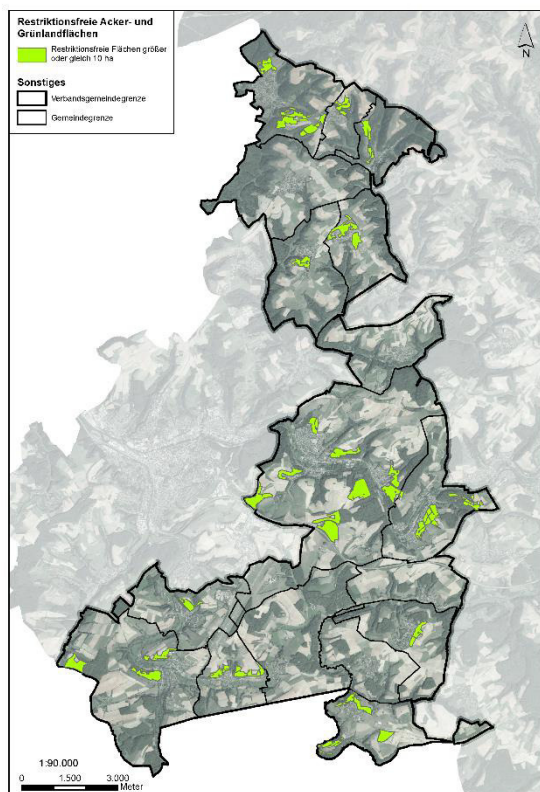 Restriktionsfreie Acker- und
Grünlandflächen
Restriktionsfreie Flächen größer
oder gleich 10 ha
Sonstiges
Verbandsgemeindegrenze
Gemeindegrenze
N
1:90.000
0 1.500 3.000
Meter